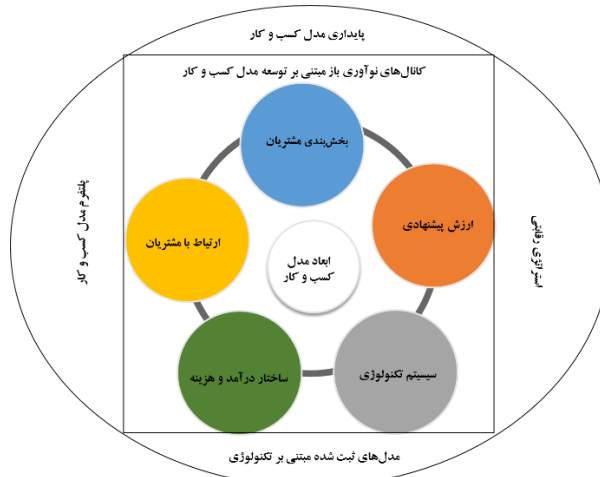 پایداری مدل کسب و کار
کانال‌های نوآوری باز مبتنی بر توسعه مدل کسب و کار
بخش‌بندی مشتریان
ارزش پیشنهادی
ارتباط با مشتریان
ابعاد مدل
کسب و کار
سیستم تکنولوژی
ساختار درآمد و هزینه
استراتژی رقابتی
پلتفرم مدل کسب و کار
مدل‌های ثبت شده مبتنی بر تکنولوژی